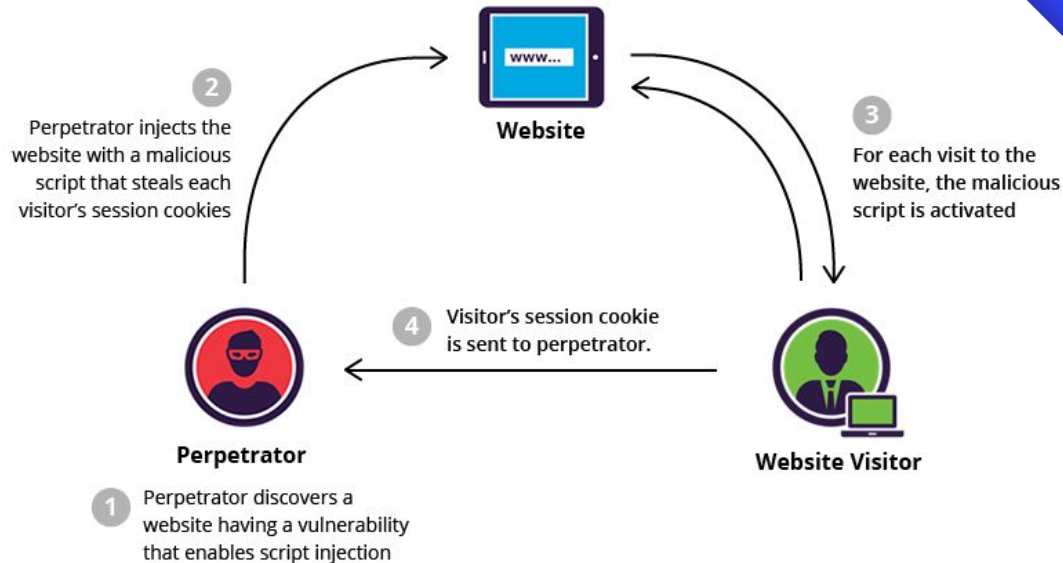 www...
Website
2
Perpetrator injects the
website with a malicious
script that steals each
visitor's session cookies
3
For each visit to the
website, the malicious
script is activated
4
Visitor's session cookie
is sent to perpetrator.
Perpetrator
Website Visitor
1
Perpetrator discovers a
website having a vulnerability
that enables script injection